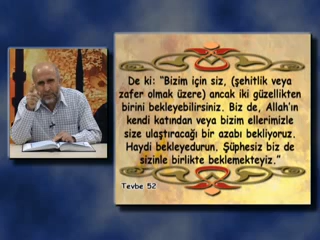 De ki: “Bizim için siz, (şehitlik veya
zafer olmak üzere) ancak iki güzellikten
birini bekleyebilirsiniz. Biz de, Allah’ın
kendi katından veya bizim ellerimizle
size ulaştıracağı bir azabı bekliyoruz.
Haydi bekleyedurun. Şüphesiz biz de
sizinle birlikte beklemekteyiz.”
Tevbe 52